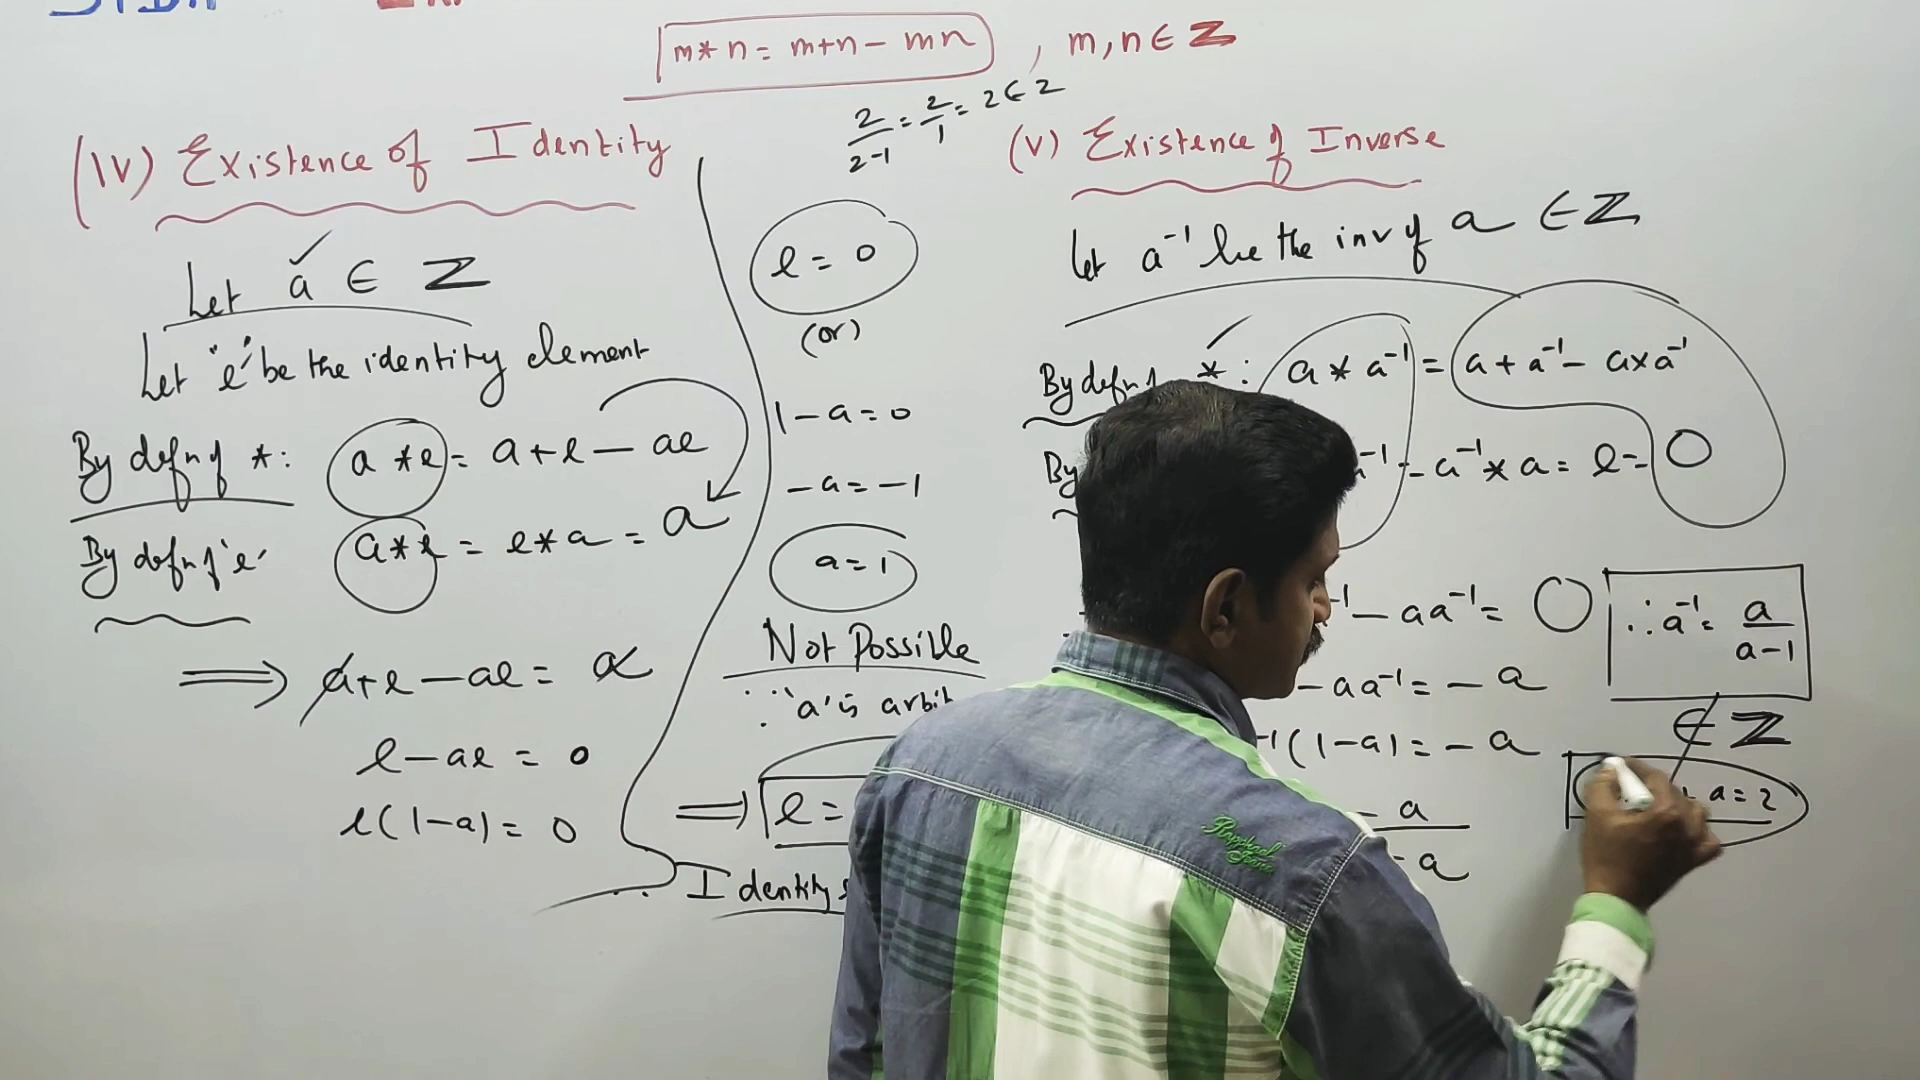 m * n = m+n - mn , m, n ∈ Z
2/2-1 = 2/1 = 2 ∈ Z
(IV) Existence of Identity
Let a ∈ Z
Let 'e' be the identity element
By defn of *: a * e = a + e - ae
By defn of 'e' a * e = e * a = a
⟹ a + e - ae = a
e - ae = 0
e(1-a) = 0
e = 0
(or)
1 - a = 0
-a = -1
a = 1
Not Possible
∵ 'a' is
⟹ e =
∴ Identity
(V) Existence of Inverse
Let a⁻¹ be the inv of a ∈ Z
By defn * : a * a⁻¹ = a + a⁻¹ - a×a⁻¹
By = a⁻¹ * a = e = 0
- aa⁻¹ = 0
- aa⁻¹ = - a
(1-a) = - a
- a
- a
∴ a⁻¹ = a/a-1
∉ Z
a = 2